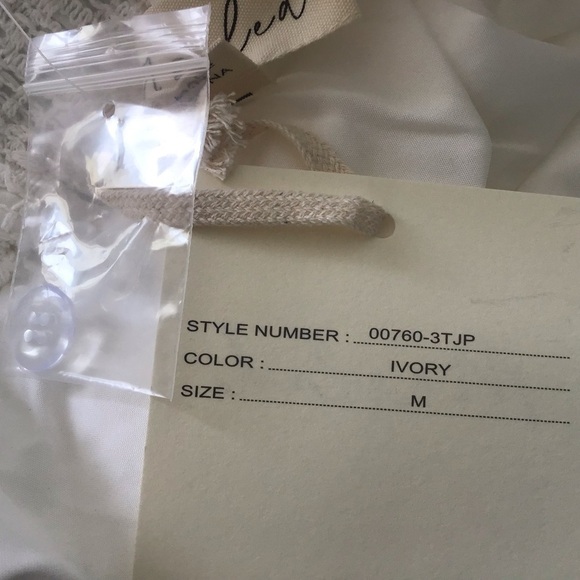 STYLE NUMBER : 00760-3TJP
COLOR : IVORY
SIZE : M